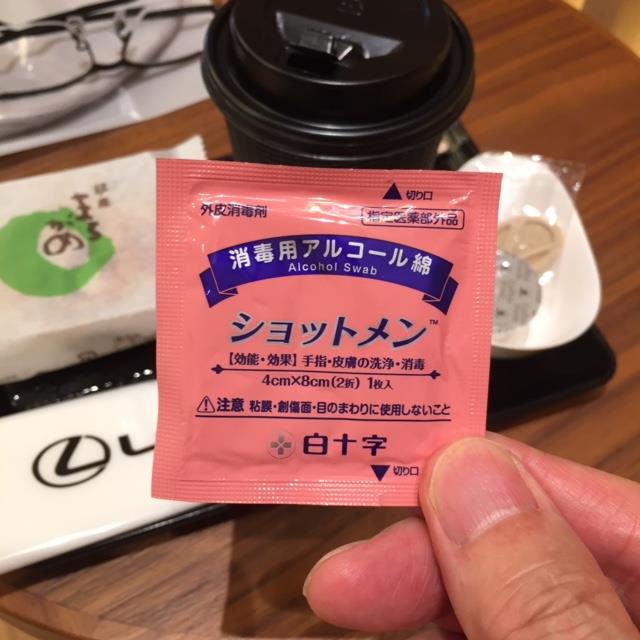 ▲切り口
外皮消毒剤
指定医薬部外品
消毒用アルコール綿
Alcohol Swab
ショットメン™
【効能・効果】手指・皮膚の洗浄・消毒
4cm×8cm(2折) 1枚入
⚠注意 粘膜・創傷面・目のまわりに使用しないこと
白十字
▼切り口